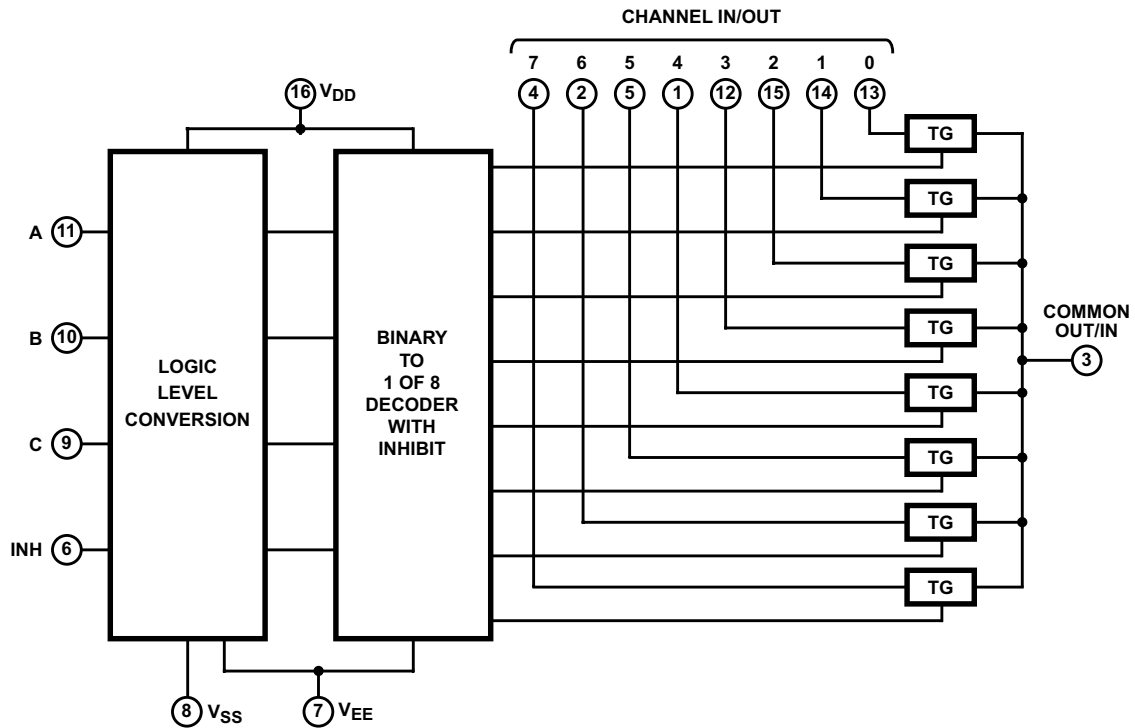 CHANNEL IN/OUT
7 6 5 4 3 2 1 0
4 2 5 1 12 15 14 13
16 VDD
TG
TG
TG
TG
TG
TG
TG
TG
A 11
B 10
C 9
INH 6
LOGIC
LEVEL
CONVERSION
BINARY
TO
1 OF 8
DECODER
WITH
INHIBIT
COMMON
OUT/IN
3
8 VSS
7 VEE